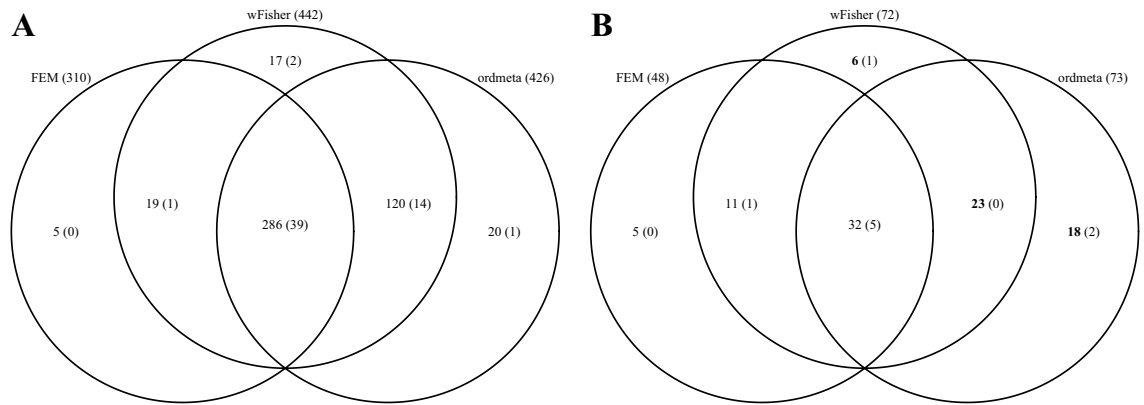 A
wFisher (442)
FEM (310)
17 (2)
ordmeta (426)
19 (1)
120 (14)
286 (39)
5 (0)
20 (1)
B
wFisher (72)
FEM (48)
6 (1)
ordmeta (73)
11 (1)
23 (0)
32 (5)
5 (0)
18 (2)